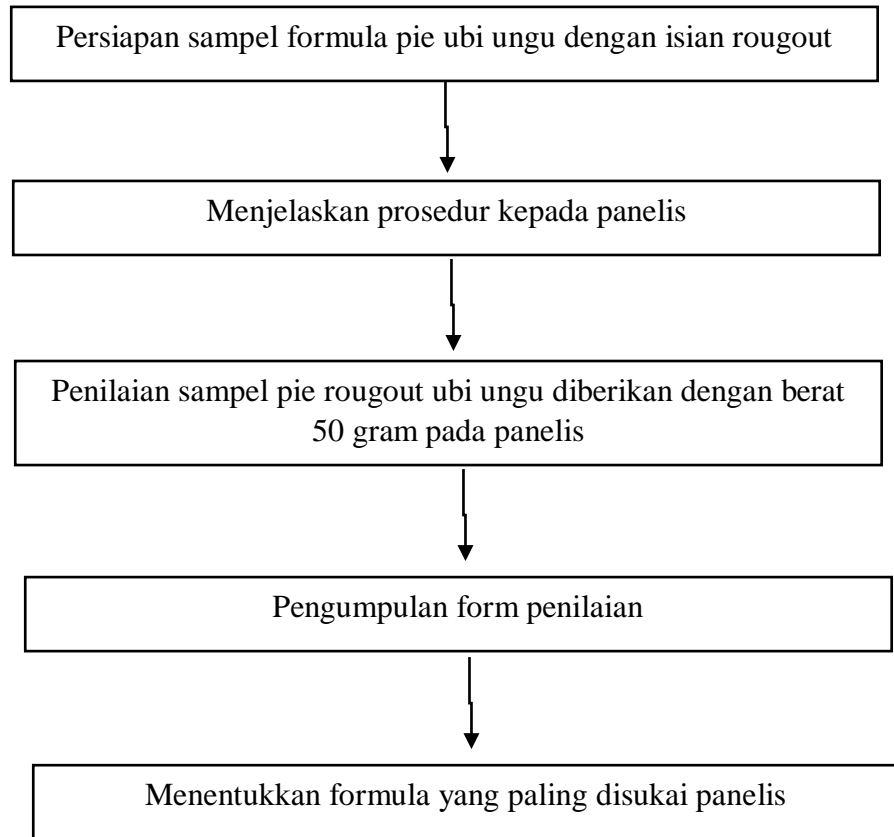 Persiapan sampel formula pie ubi ungu dengan isian rougout
Menjelaskan prosedur kepada panelis
Penilaian sampel pie rougout ubi ungu diberikan dengan berat
50 gram pada panelis
Pengumpulan form penilaian
Menentukkan formula yang paling disukai panelis